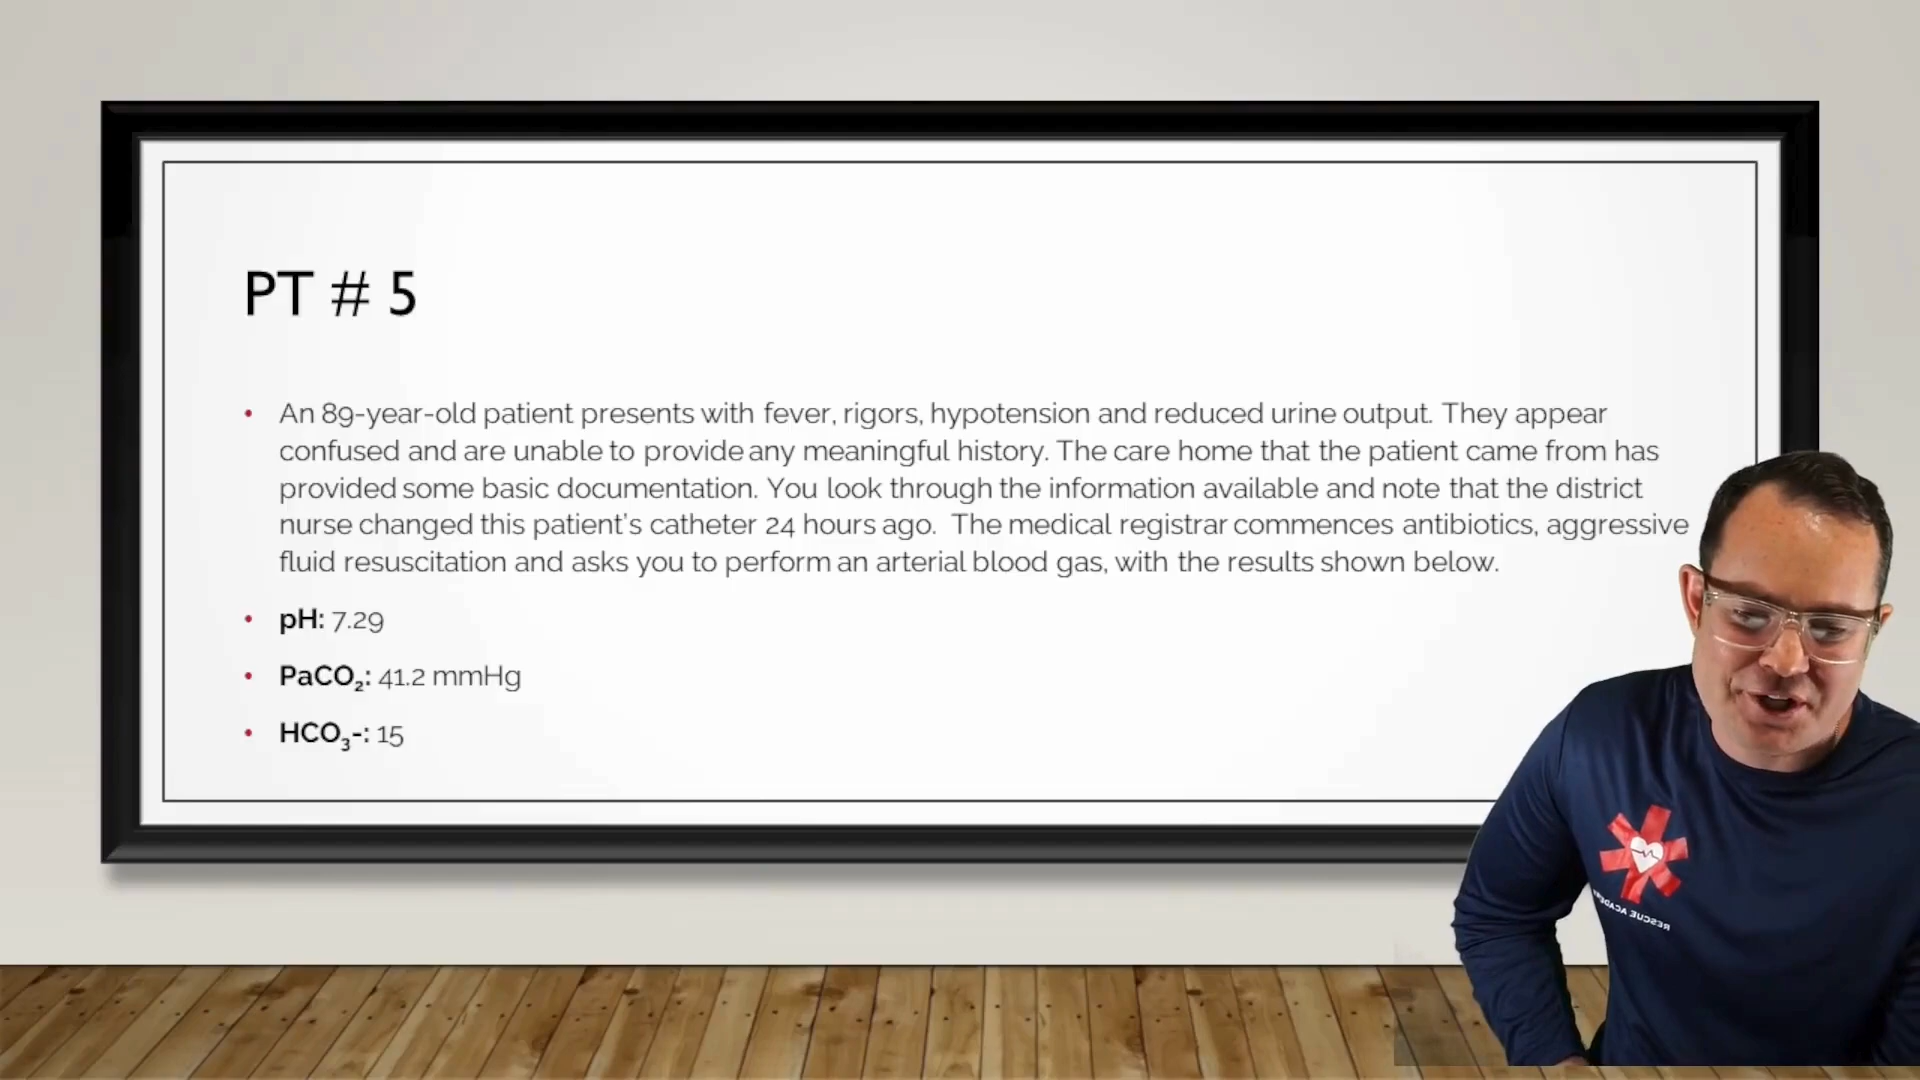 PT # 5
• An 89-year-old patient presents with fever, rigors, hypotension and reduced urine output. They appear
confused and are unable to provide any meaningful history. The care home that the patient came from has
provided some basic documentation. You look through the information available and note that the district
nurse changed this patient's catheter 24 hours ago.  The medical registrar commences antibiotics, aggressive
fluid resuscitation and asks you to perform an arterial blood gas, with the results shown below.
• pH: 7.29
• PaCO₂: 41.2 mmHg
• HCO₃-: 15
RESCUE ACADEMY